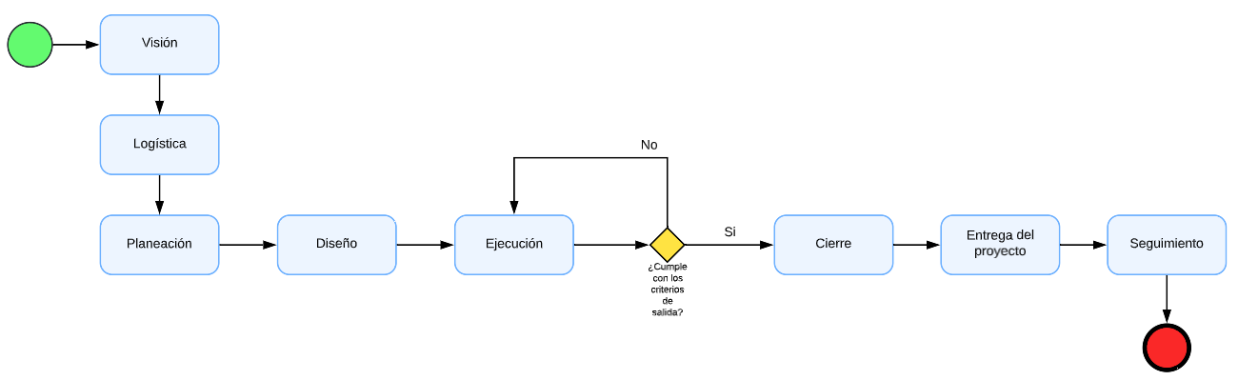 Visión
Logística
Planeación
Diseño
Ejecución
No
¿Cumple
con los
criterios
de
salida?
Si
Cierre
Entrega del
proyecto
Seguimiento